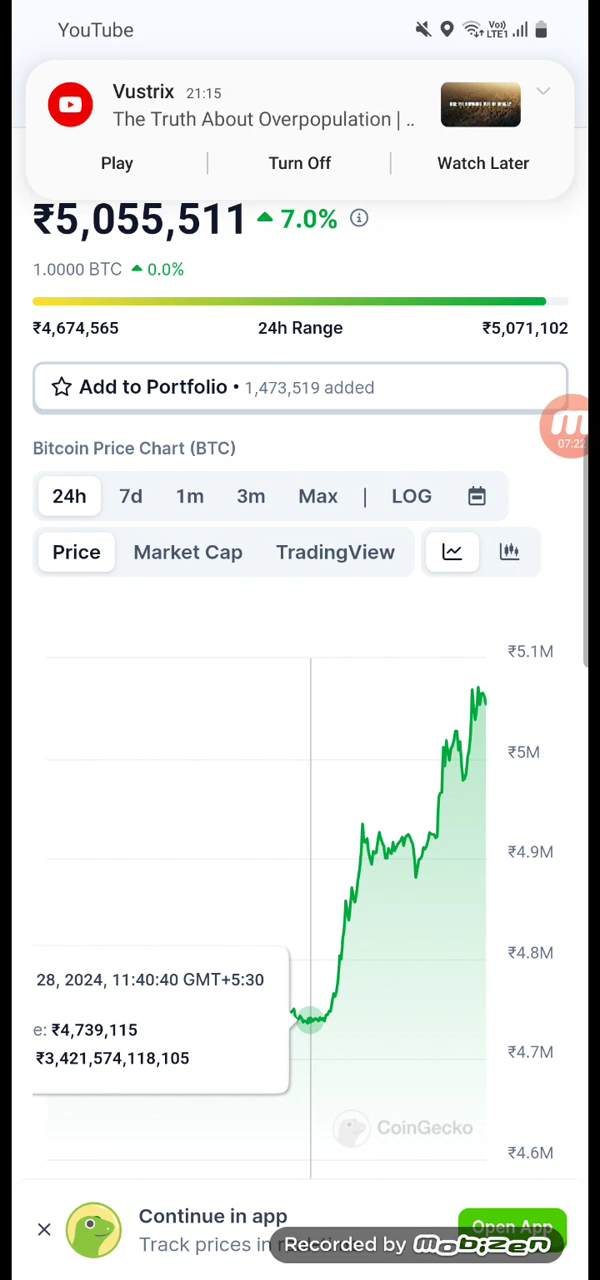 YouTube
Vo))
LTE1
Vustrix 21:15
The Truth About Overpopulation | ..
Play
Turn Off
Watch Later
₹5,055,511 7.0%
1.0000 BTC 0.0%
₹4,674,565 24h Range ₹5,071,102
Add to Portfolio • 1,473,519 added
07:22
Bitcoin Price Chart (BTC)
24h 7d 1m 3m Max | LOG
Price Market Cap TradingView
₹5.1M
₹5M
₹4.9M
₹4.8M
28, 2024, 11:40:40 GMT+5:30
e: ₹4,739,115
₹3,421,574,118,105
₹4.7M
CoinGecko
₹4.6M
Continue in app
Open App
Track prices in
Recorded by mobizen